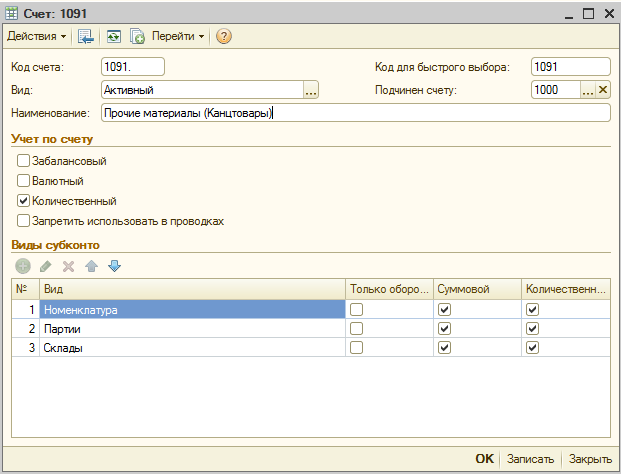 Счет: 1091
Действия Перейти
Код счета: 1091. Код для быстрого выбора: 1091
Вид: Активный ... Подчинен счету: 1000 ...
Наименование: Прочие материалы (Канцтовары)
Учет по счету
Забалансовый
Валютный
Количественный
Запретить использовать в проводках
Виды субконто
№ Вид Только оборо... Суммовой Количественн...
1 Номенклатура
2 Партии
3 Склады
OK Записать Закрыть